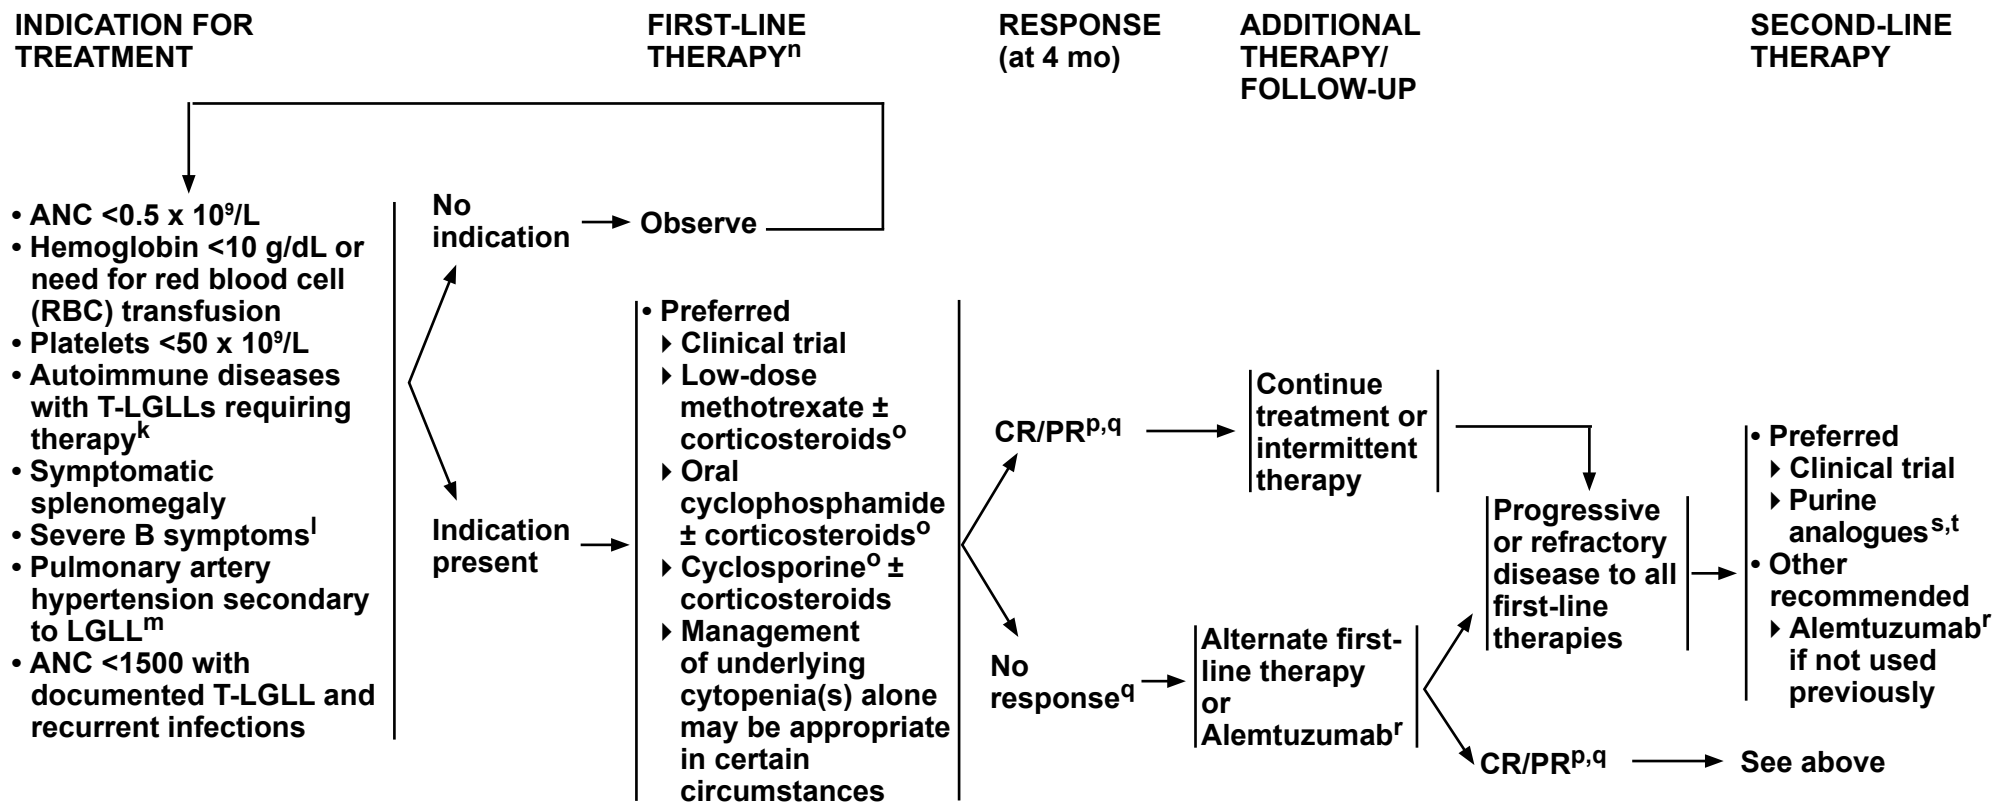 INDICATION FOR
TREATMENT
FIRST-LINE
THERAPYⁿ
RESPONSE
(at 4 mo)
ADDITIONAL
THERAPY/
FOLLOW-UP
SECOND-LINE
THERAPY
• ANC <0.5 x 10⁹/L
• Hemoglobin <10 g/dL or
need for red blood cell
(RBC) transfusion
• Platelets <50 x 10⁹/L
• Autoimmune diseases
with T-LGLLs requiring
therapyᵏ
• Symptomatic
splenomegaly
• Severe B symptomsˡ
• Pulmonary artery
hypertension secondary
to LGLLᵐ
• ANC <1500 with
documented T-LGLL and
recurrent infections
No
indication
Observe
Indication
present
• Preferred
▸ Clinical trial
▸ Low-dose
methotrexate ±
corticosteroidsᵒ
▸ Oral
cyclophosphamide
± corticosteroidsᵒ
▸ Cyclosporineᵒ ±
corticosteroids
▸ Management
of underlying
cytopenia(s) alone
may be appropriate
in certain
circumstances
CR/PRᵖ,q
No
responseq
Continue
treatment or
intermittent
therapy
Alternate first-
line therapy
or
Alemtuzumabʳ
Progressive
or refractory
disease to all
first-line
therapies
CR/PRᵖ,q
See above
• Preferred
▸ Clinical trial
▸ Purine
analoguesˢ,ᵗ
• Other
recommended
▸ Alemtuzumabʳ
if not used
previously